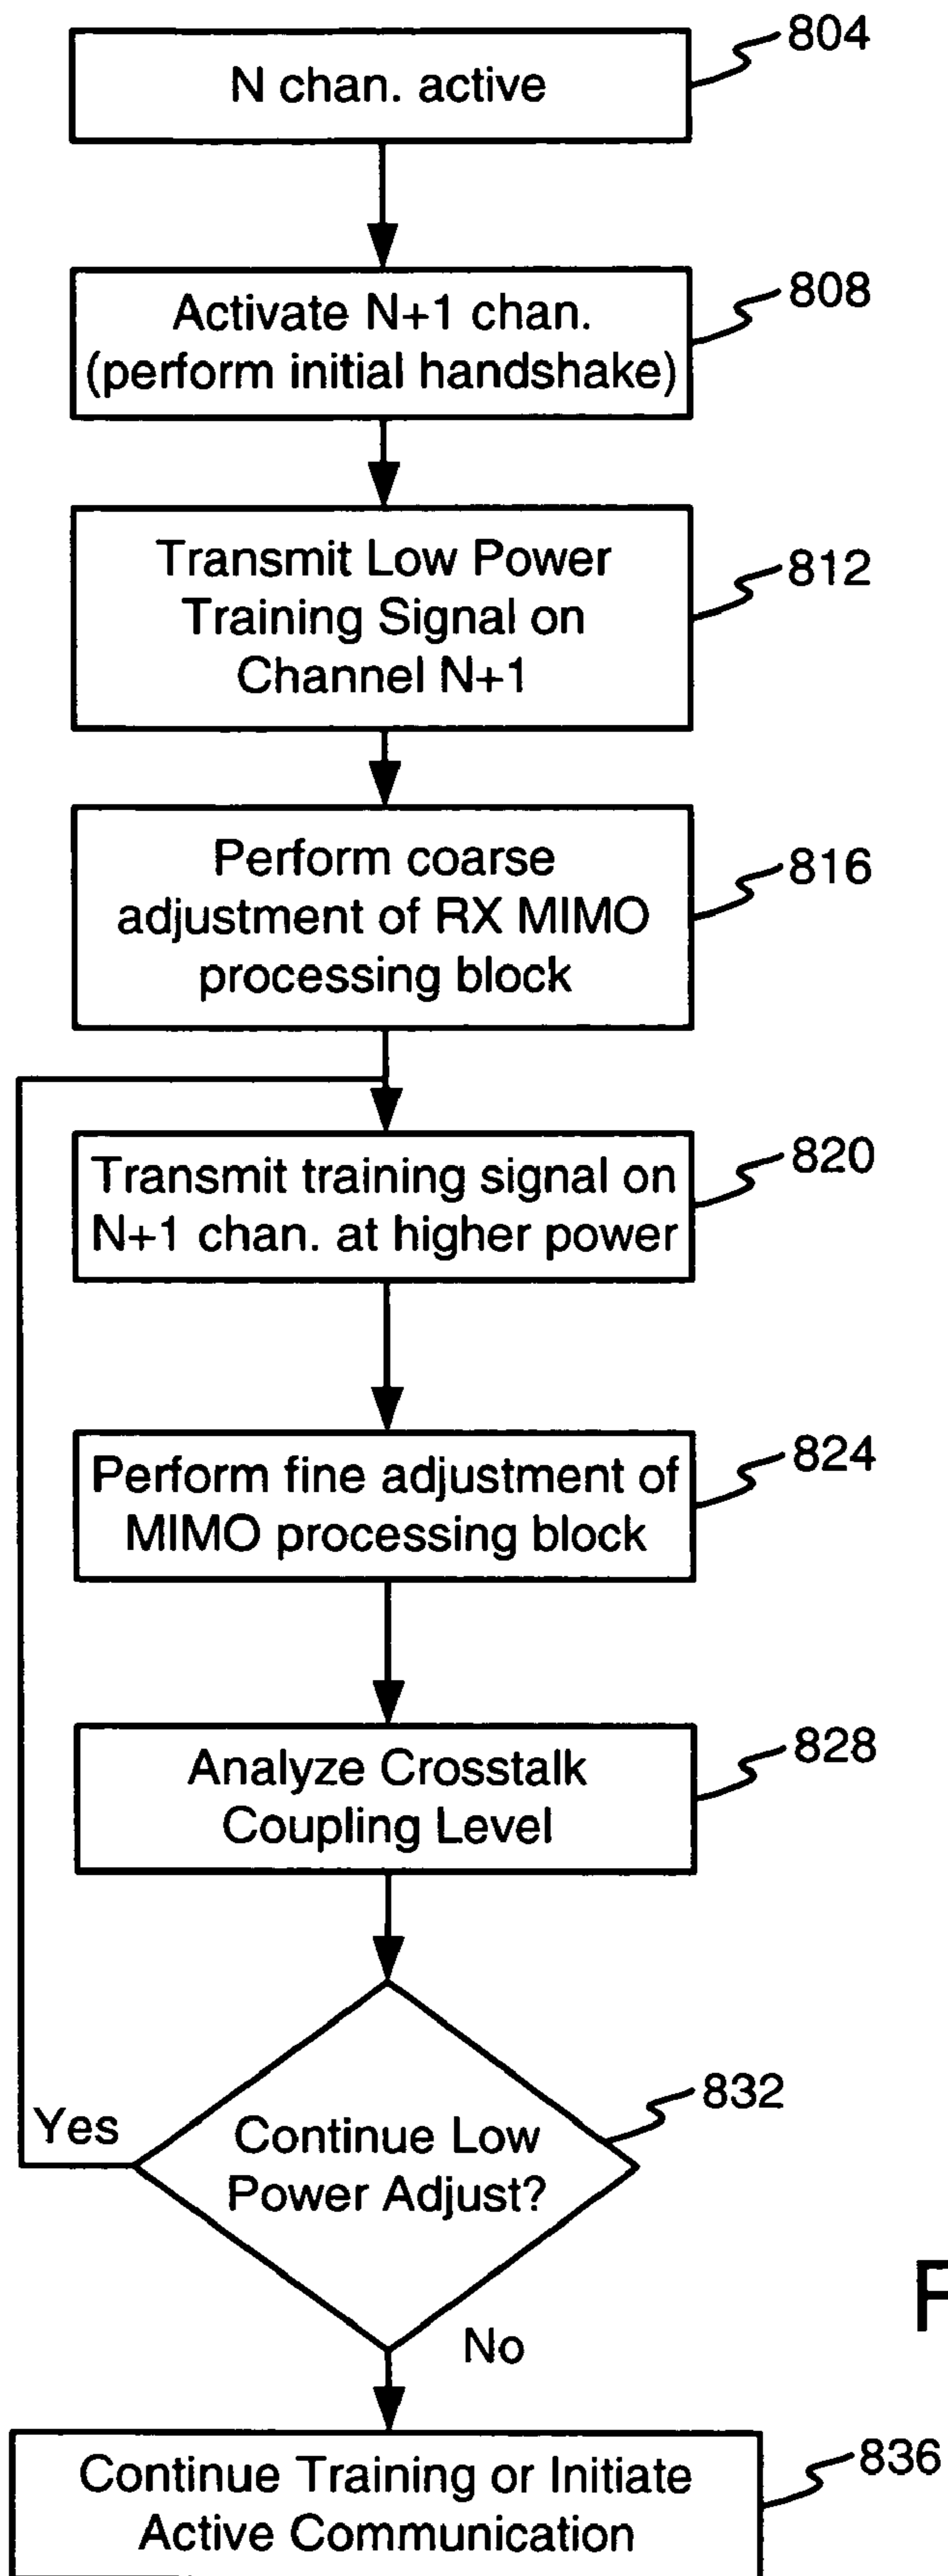 N chan. active
804
Activate N+1 chan.
(perform initial handshake)
808
Transmit Low Power
Training Signal on
Channel N+1
812
Perform coarse
adjustment of RX MIMO
processing block
816
Transmit training signal on
N+1 chan. at higher power
820
Perform fine adjustment of
MIMO processing block
824
Analyze Crosstalk
Coupling Level
828
Continue Low
Power Adjust?
832
Yes
No
Continue Training or Initiate
Active Communication
836